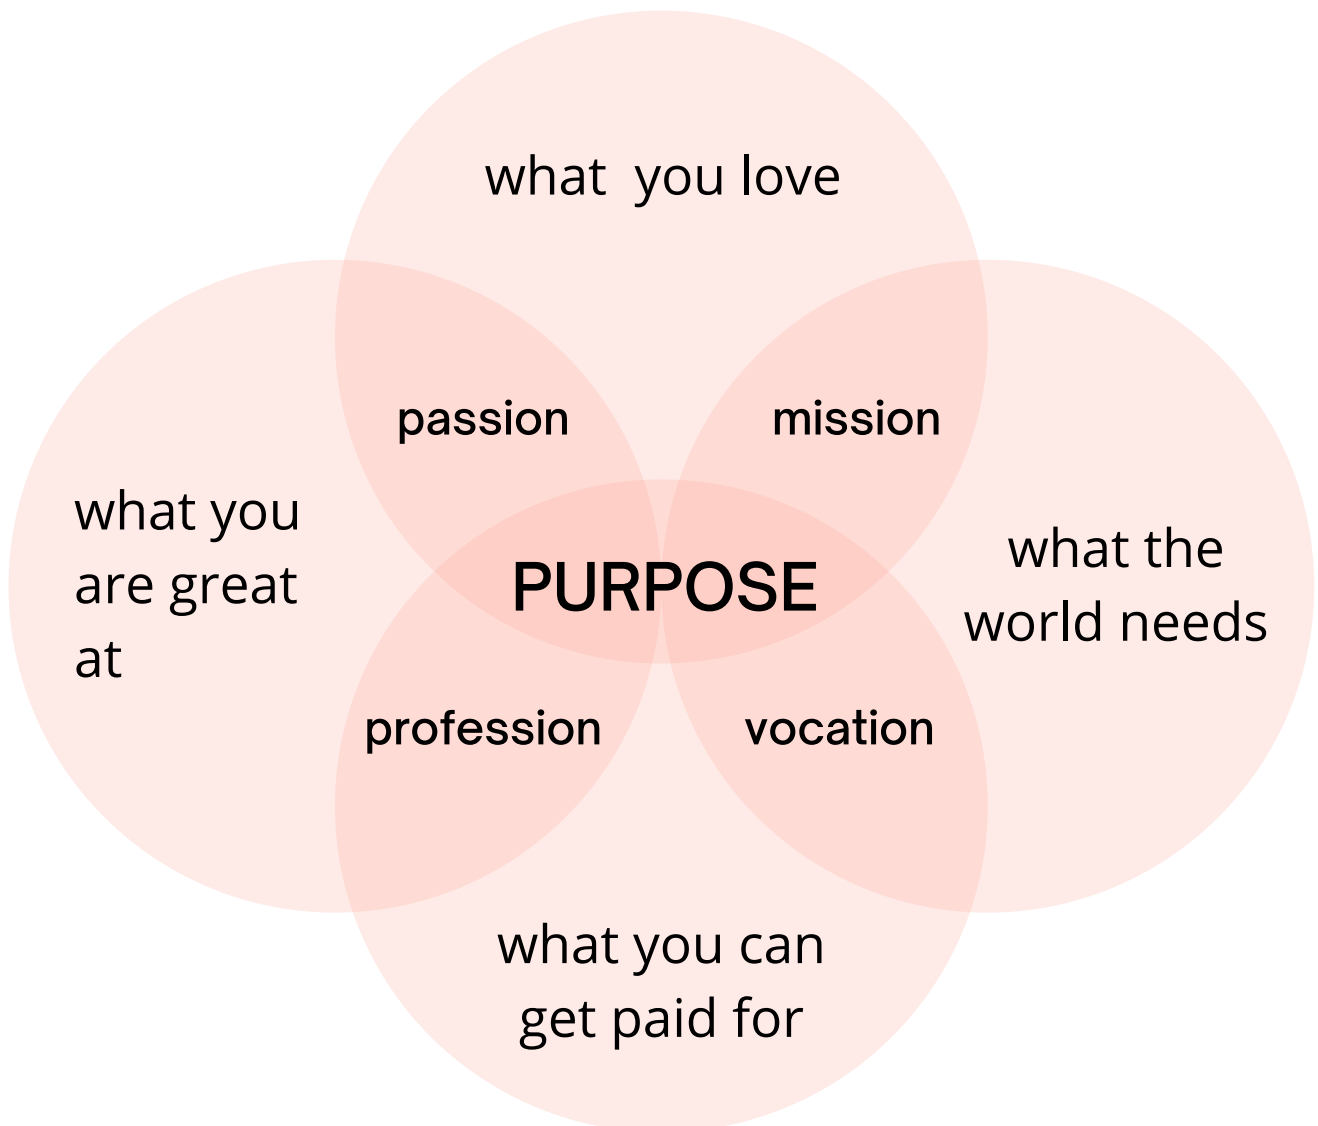 what  you love
passion
mission
what you
are great
at
PURPOSE
what the
world needs
profession
vocation
what you can
get paid for